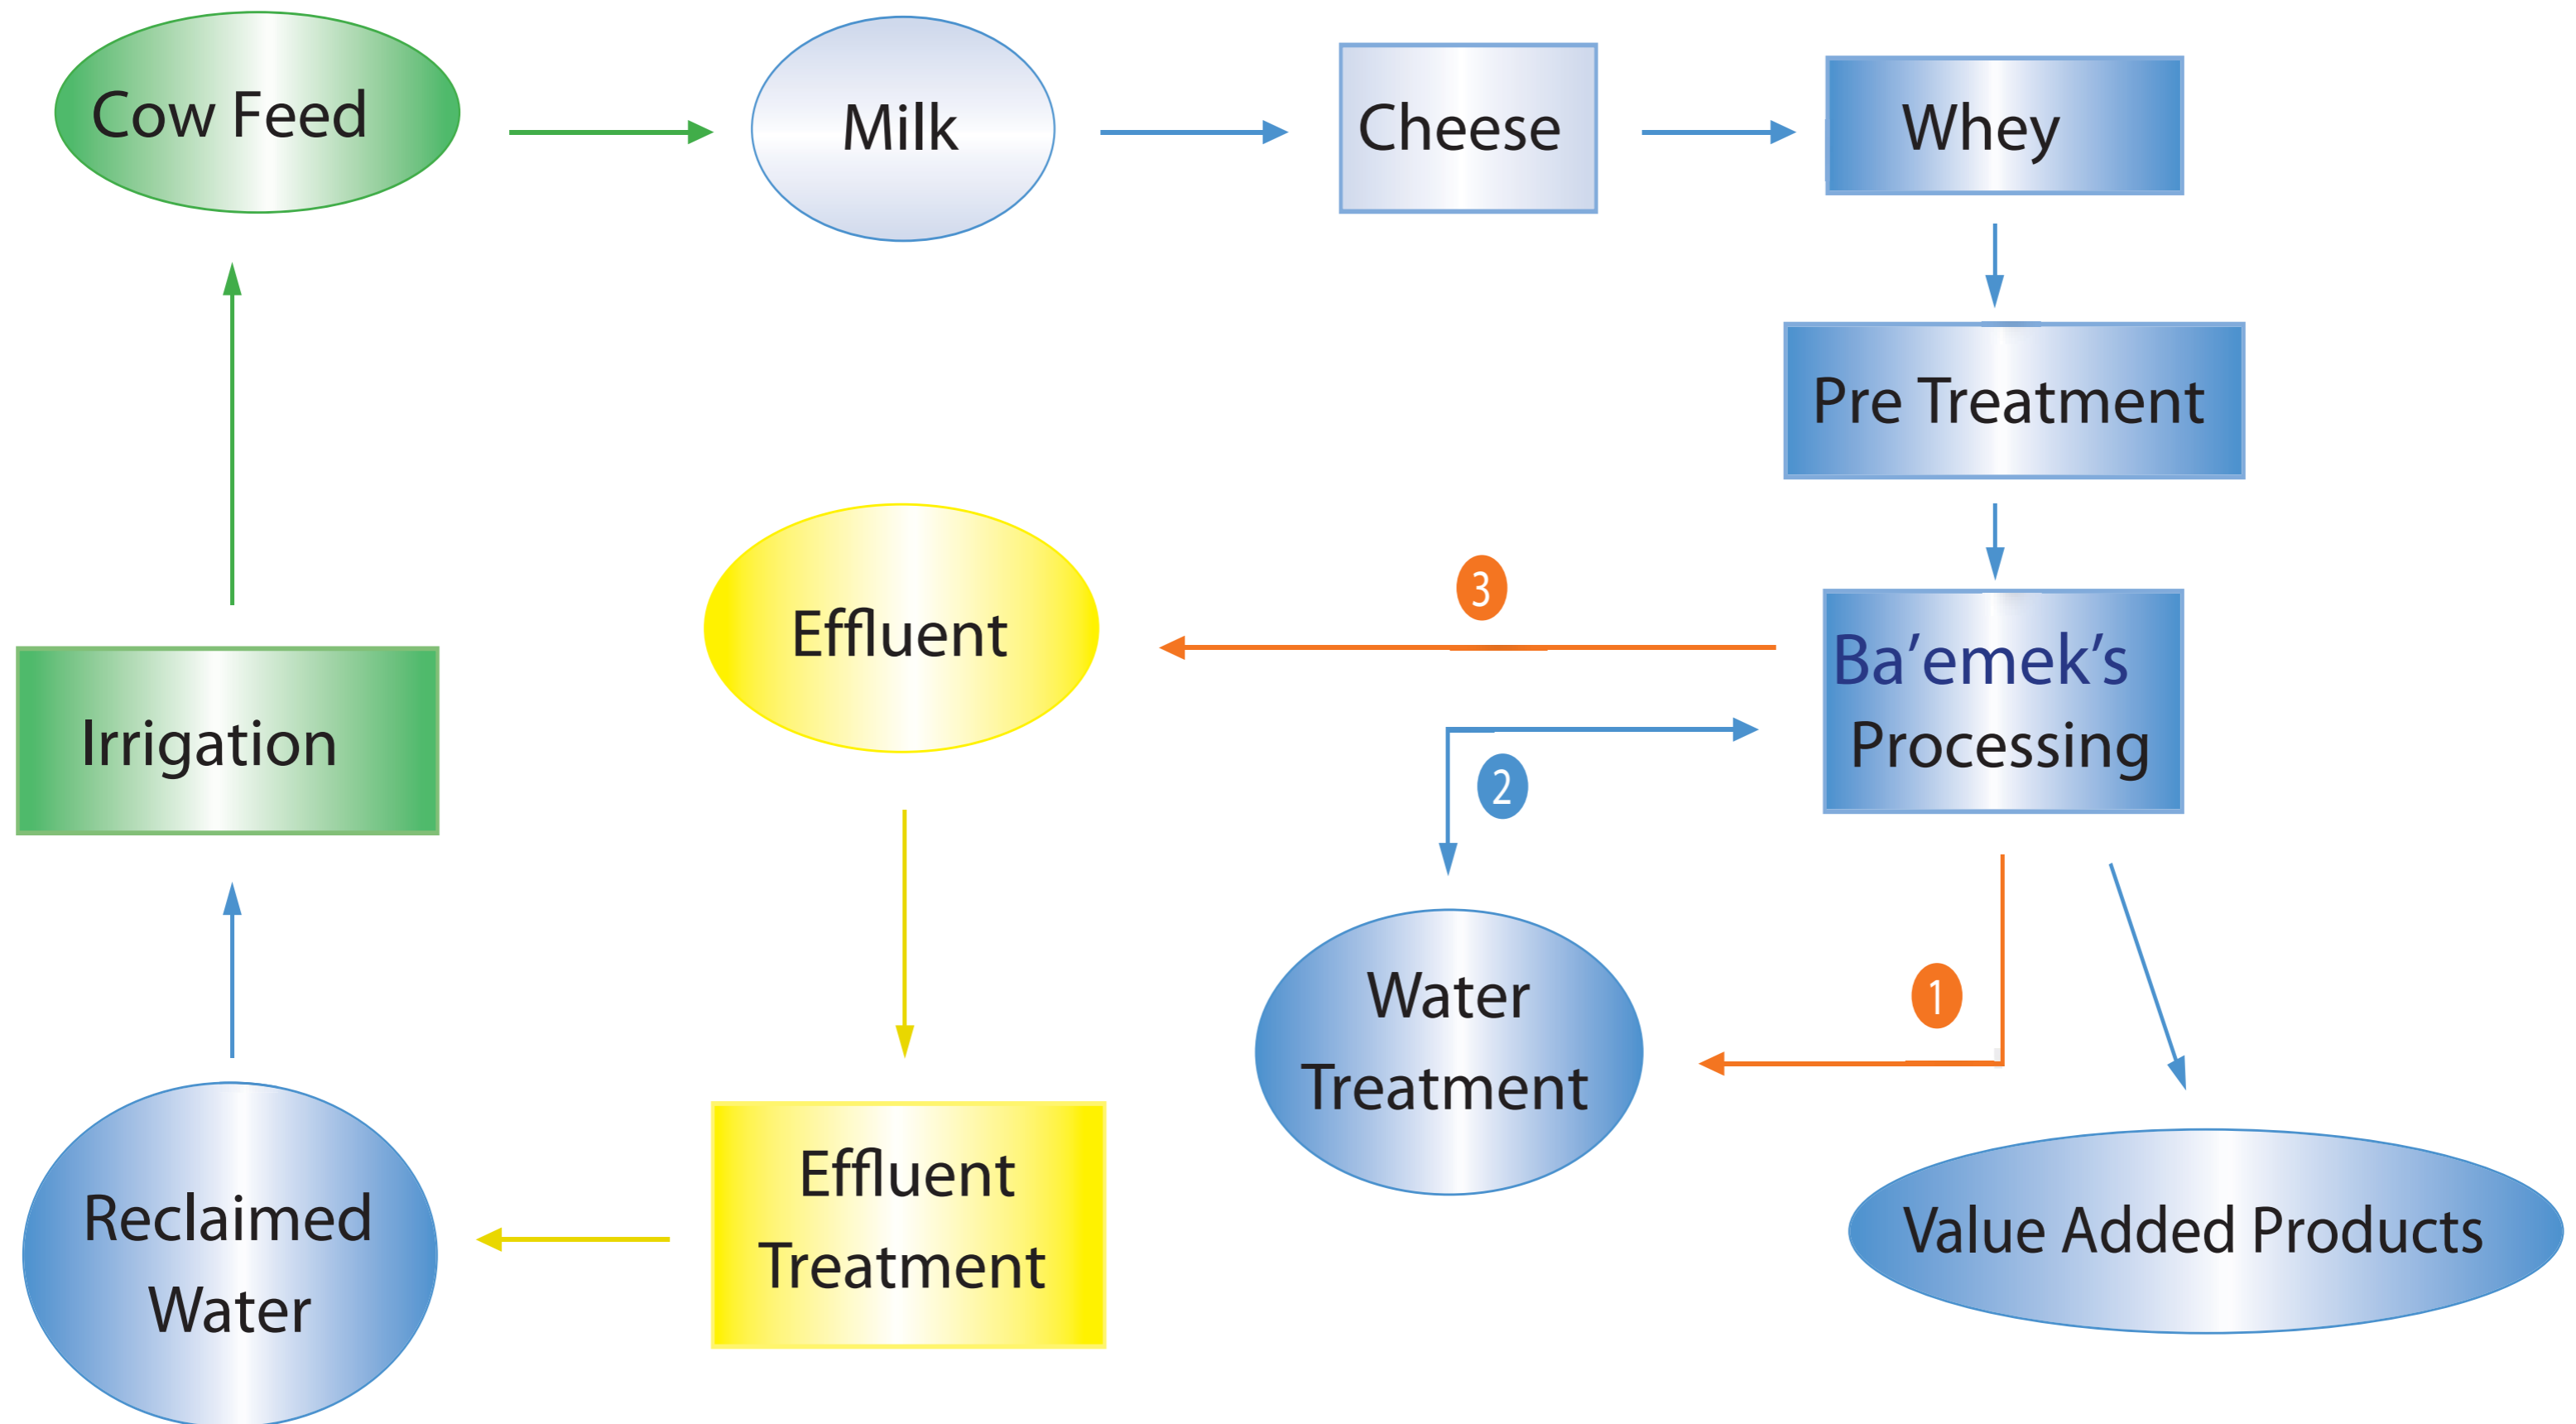 Cow Feed
Milk
Cheese
Whey
Pre Treatment
Effluent
3
Ba’emek’s
Processing
Irrigation
2
Water
Treatment
1
Effluent
Treatment
Reclaimed
Water
Value Added Products